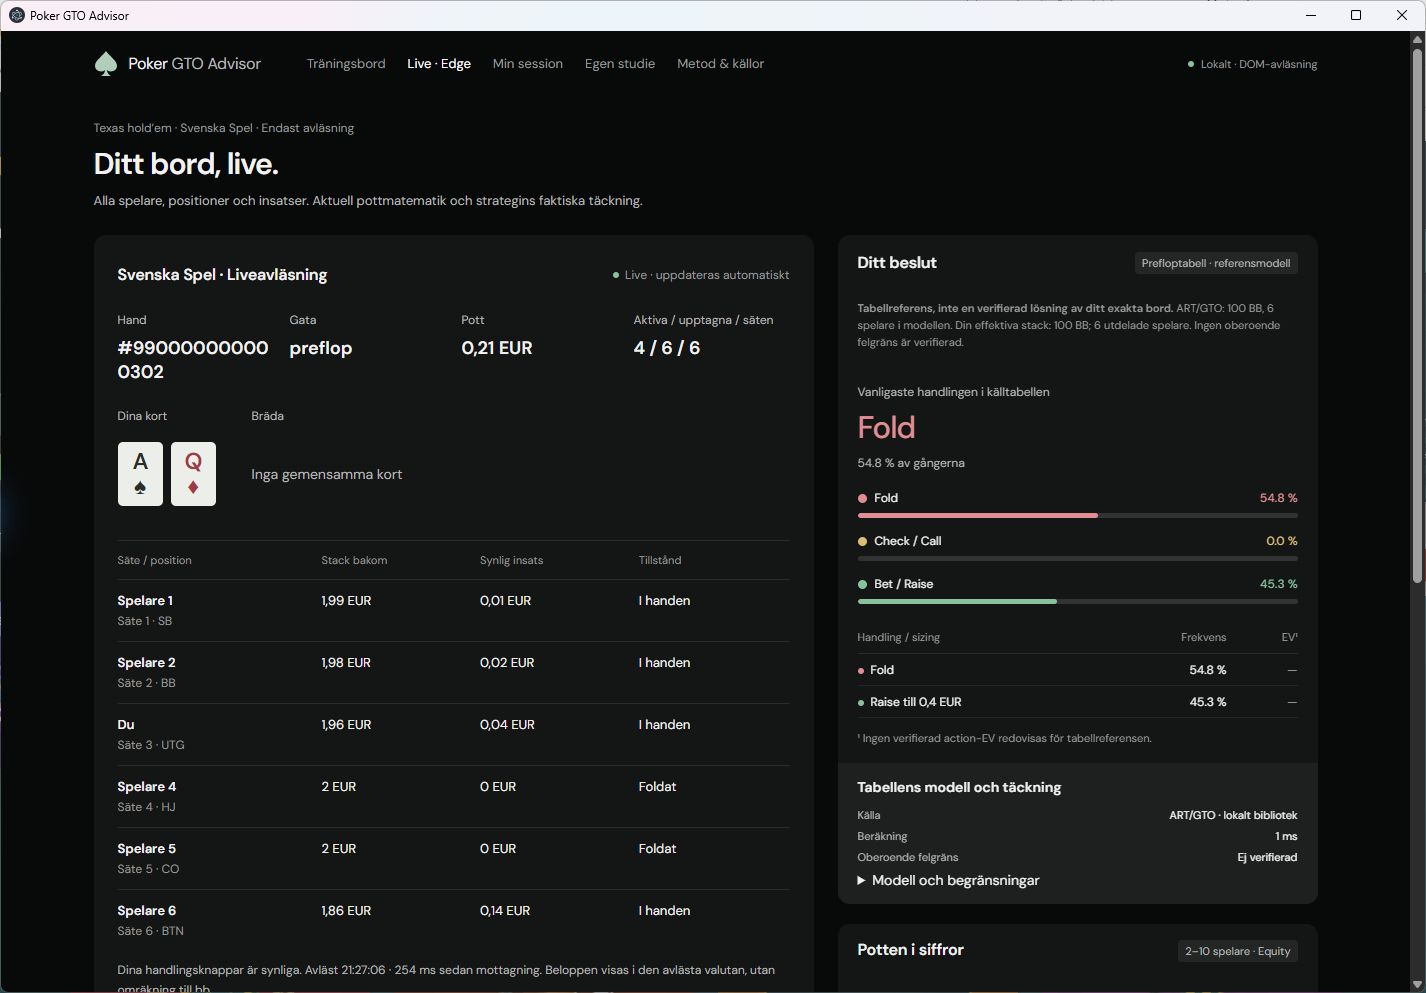 Poker GTO Advisor
Poker GTO Advisor
Träningsbord
Live · Edge
Min session
Egen studie
Metod & källor
Lokalt · DOM-avläsning
Texas hold'em · Svenska Spel · Endast avläsning
Ditt bord, live.
Alla spelare, positioner och insatser. Aktuell pottmatematik och strategins faktiska täckning.
Svenska Spel · Liveavläsning
Live · uppdateras automatiskt
Hand
Gata
Pott
Aktiva / upptagna / säten
#99000000000
0302
preflop
0,21 EUR
4 / 6 / 6
Dina kort
Bräda
A
♠
Q
♦
Inga gemensamma kort
Säte / position
Stack bakom
Synlig insats
Tillstånd
Spelare 1
1,99 EUR
0,01 EUR
I handen
Säte 1 · SB
Spelare 2
1,98 EUR
0,02 EUR
I handen
Säte 2 · BB
Du
1,96 EUR
0,04 EUR
I handen
Säte 3 · UTG
Spelare 4
2 EUR
0 EUR
Foldat
Säte 4 · HJ
Spelare 5
2 EUR
0 EUR
Foldat
Säte 5 · CO
Spelare 6
1,86 EUR
0,14 EUR
I handen
Säte 6 · BTN
Dina handlingsknappar är synliga. Avläst 21:27:06 · 254 ms sedan mottagning. Beloppen visas i den avlästa valutan, utan
omräkning till bb.
Ditt beslut
Prefloptabell · referensmodell
Tabellreferens, inte en verifierad lösning av ditt exakta bord. ART/GTO: 100 BB, 6
spelare i modellen. Din effektiva stack: 100 BB; 6 utdelade spelare. Ingen oberoende
felgräns är verifierad.
Vanligaste handlingen i källtabellen
Fold
54.8 % av gångerna
Fold
54.8 %
Check / Call
0.0 %
Bet / Raise
45.3 %
Handling / sizing
Frekvens
EV¹
Fold
54.8 %
—
Raise till 0,4 EUR
45.3 %
—
¹ Ingen verifierad action-EV redovisas för tabellreferensen.
Tabellens modell och täckning
Källa
ART/GTO · lokalt bibliotek
Beräkning
1 ms
Oberoende felgräns
Ej verifierad
Modell och begränsningar
Potten i siffror
2–10 spelare · Equity